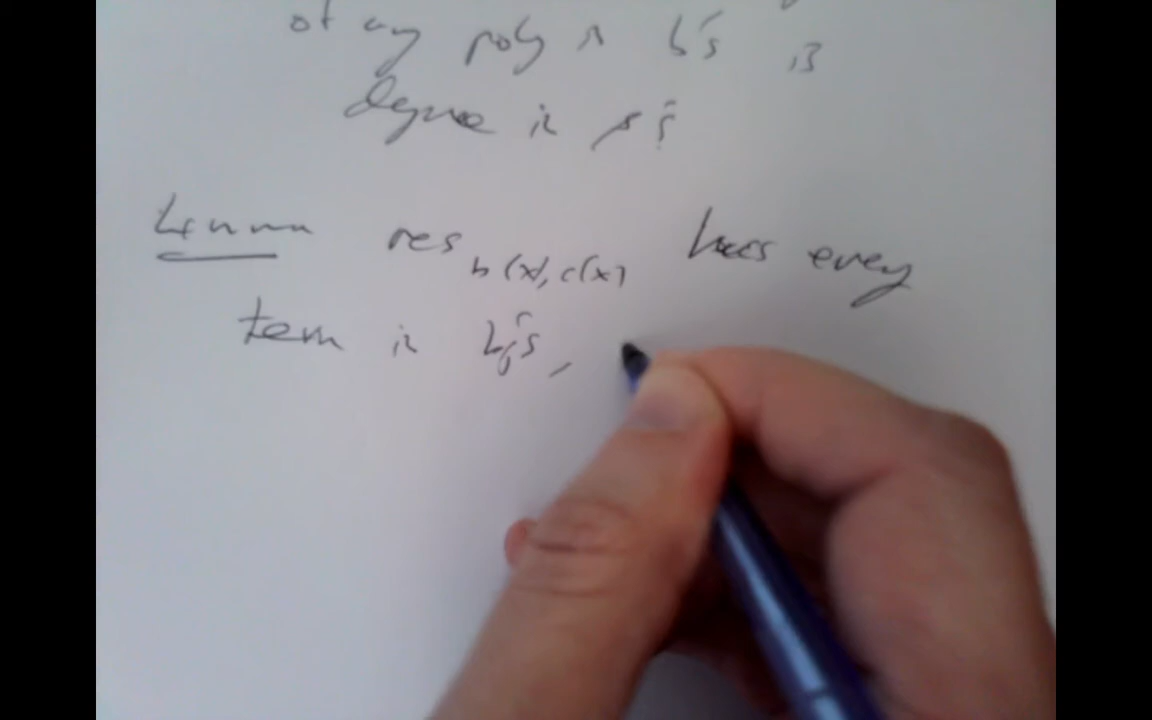 of any poly in b's is
degree in β's
Lemma res b(x), c(x) has every
term in b's,